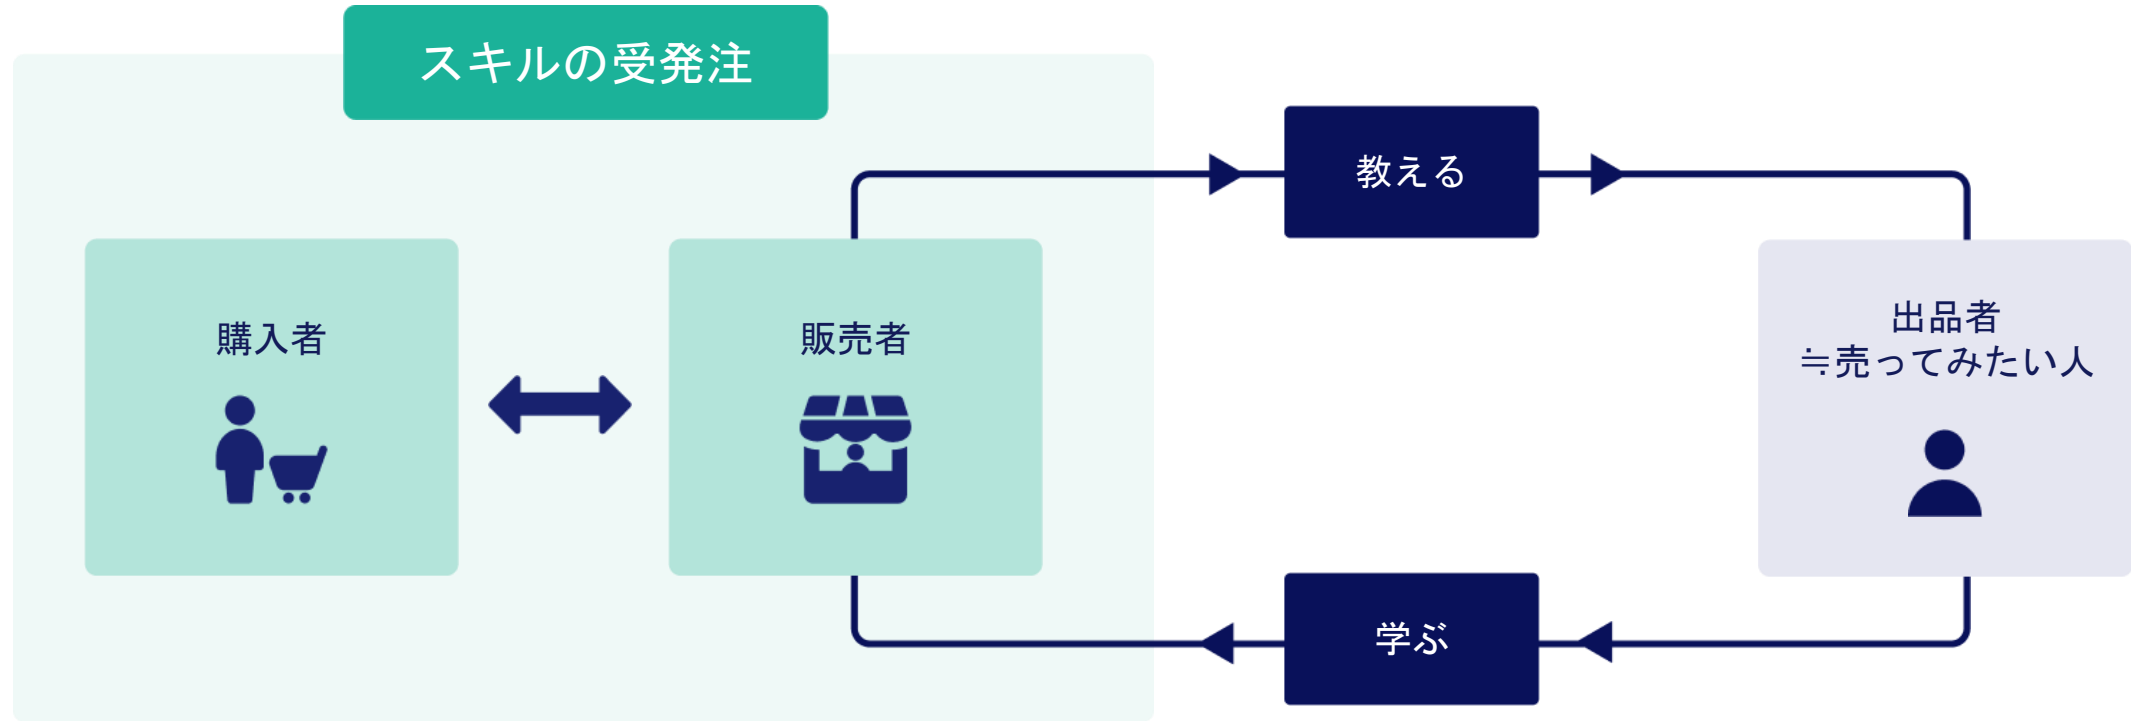 スキルの受発注
教える
購入者
販売者
出品者
≒売ってみたい人
学ぶ